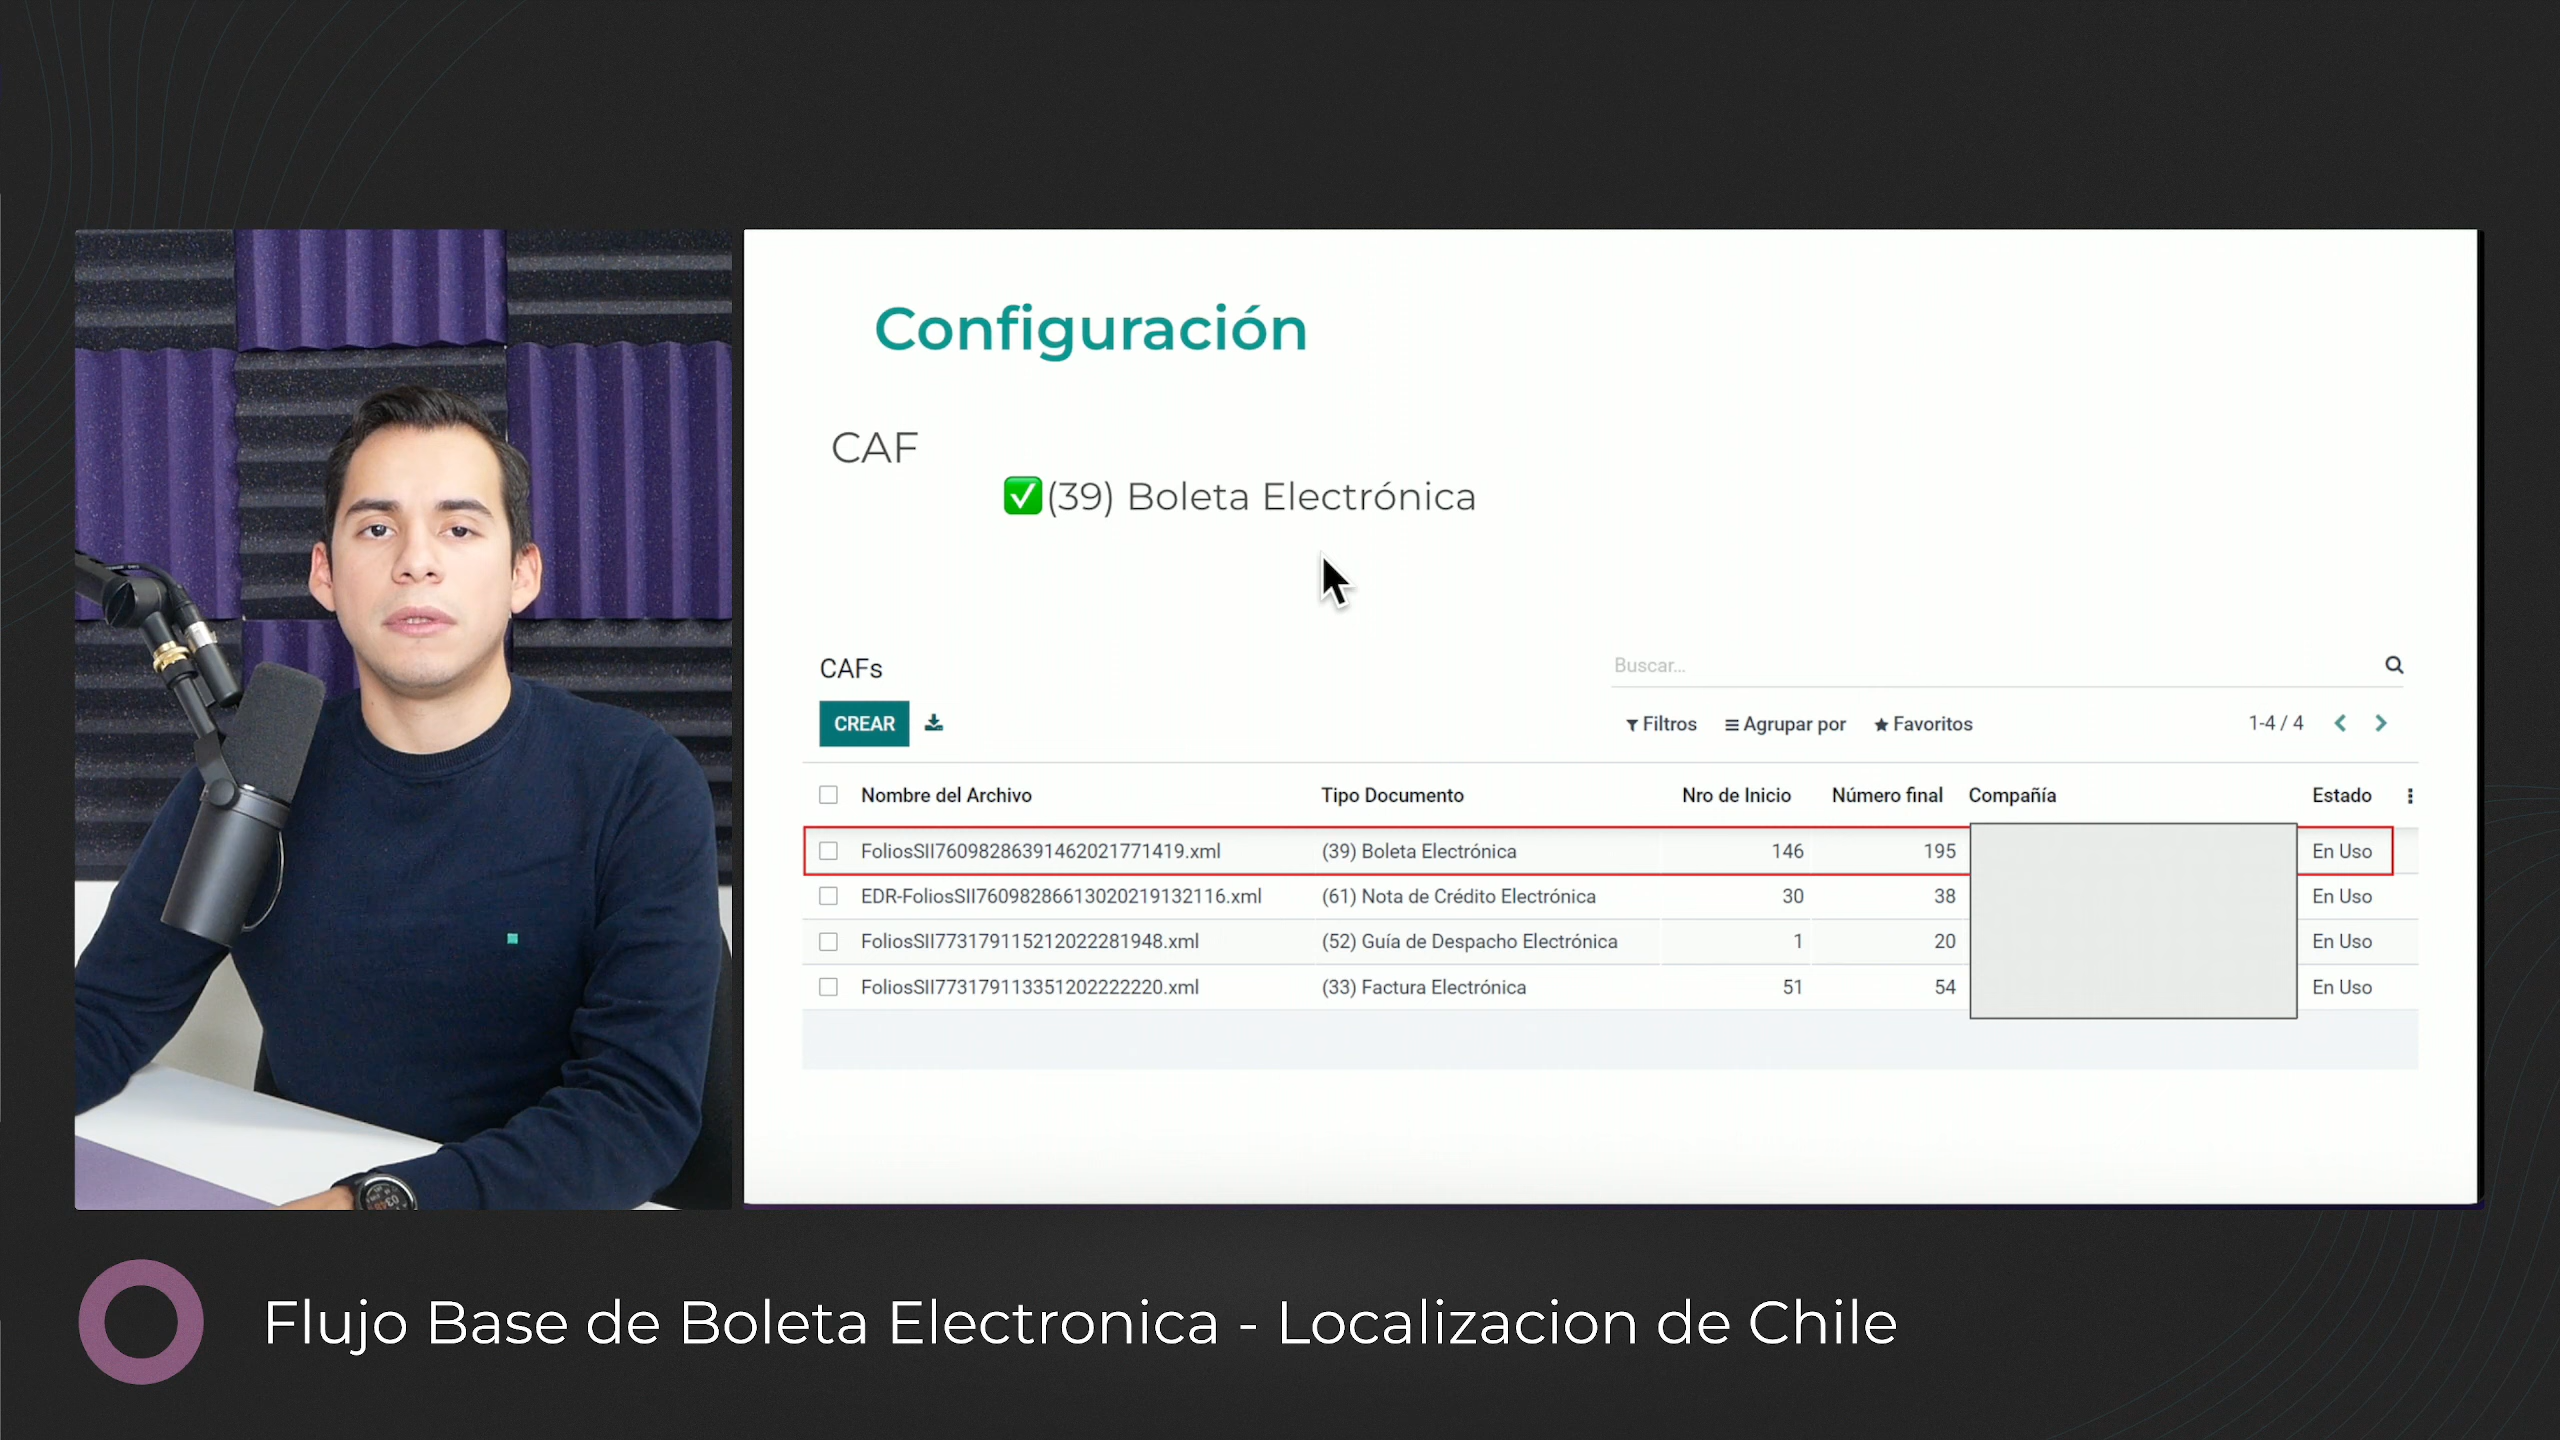 Configuración
CAF
✅(39) Boleta Electrónica
CAFs
Buscar...
CREAR
Filtros Agrupar por Favoritos 1-4 / 4
Nombre del Archivo Tipo Documento Nro de Inicio Número final Compañía Estado
FoliosSII76098286391462021771419.xml (39) Boleta Electrónica 146 195 En Uso
EDR-FoliosSII76098286613020219132116.xml (61) Nota de Crédito Electrónica 30 38 En Uso
FoliosSII773179115212022281948.xml (52) Guía de Despacho Electrónica 1 20 En Uso
FoliosSII773179113351202222220.xml (33) Factura Electrónica 51 54 En Uso
Flujo Base de Boleta Electronica - Localizacion de Chile